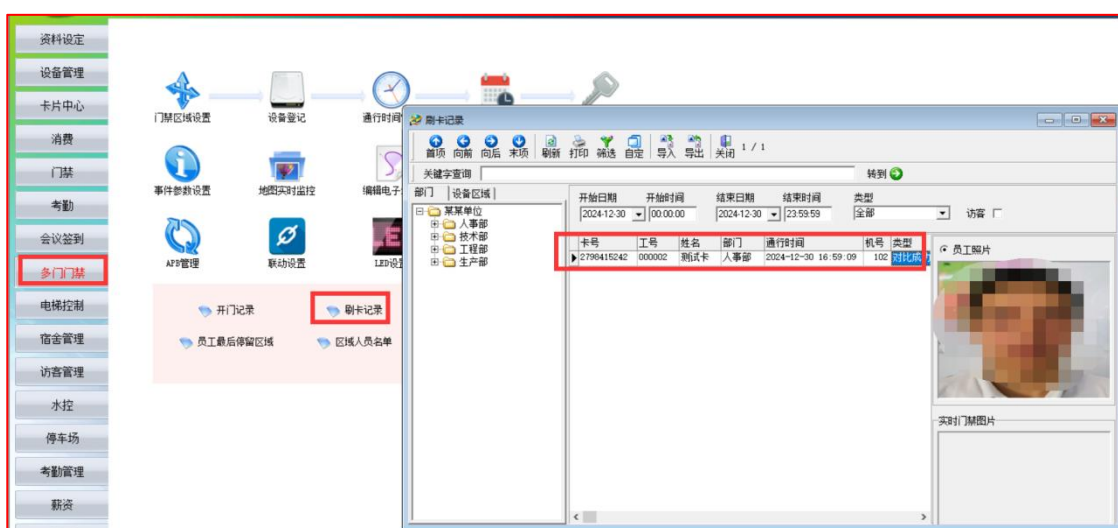 资料设定
设备管理
卡片中心
消费
门禁
考勤
会议签到
多门门禁
电梯控制
宿舍管理
访客管理
水控
停车场
考勤管理
薪资
门禁区域设置
设备登记
通行时间
事件参数设置
地图实时监控
编辑电子
APB管理
联动设置
LED设
开门记录
刷卡记录
员工最后停留区域
区域人员名单
刷卡记录
首项 向前 向后 末项 刷新 打印 筛选 自定 导入 导出 关闭 1 / 1
关键字查询 转到
部门 设备区域
某某单位
人事部
技术部
工程部
生产部
开始日期 开始时间 结束日期 结束时间 类型
2024-12-30 00:00:00 2024-12-30 23:59:59 全部 访客
卡号 工号 姓名 部门 通行时间 机号 类型
2798415242 000002 测试卡 人事部 2024-12-30 16:59:09 102 对比成功
员工照片
实时门禁图片